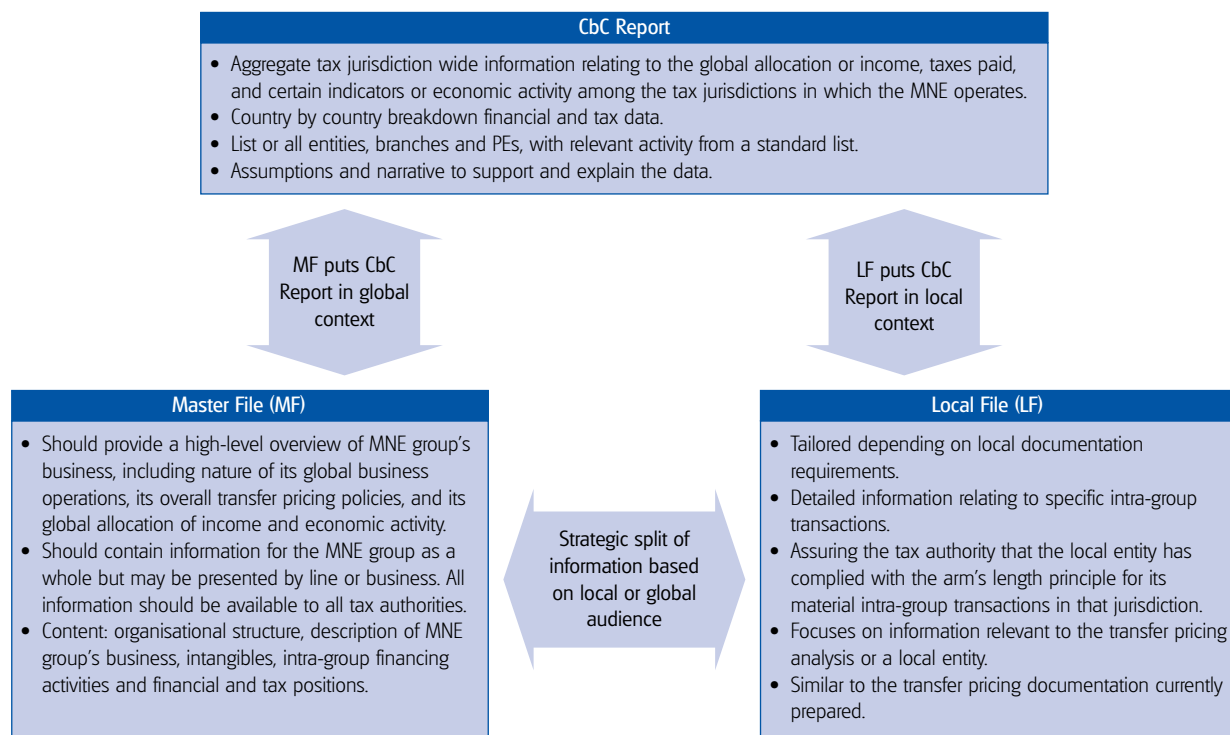 CbC Report
• Aggregate tax jurisdiction wide information relating to the global allocation or income, taxes paid,
and certain indicators or economic activity among the tax jurisdictions in which the MNE operates.
• Country by country breakdown financial and tax data.
• List or all entities, branches and PEs, with relevant activity from a standard list.
• Assumptions and narrative to support and explain the data.
MF puts CbC
Report in global
context
LF puts CbC
Report in local
context
Master File (MF)
• Should provide a high-level overview of MNE group's
business, including nature of its global business
operations, its overall transfer pricing policies, and its
global allocation of income and economic activity.
• Should contain information for the MNE group as a
whole but may be presented by line or business. All
information should be available to all tax authorities.
• Content: organisational structure, description of MNE
group's business, intangibles, intra-group financing
activities and financial and tax positions.
Strategic split of
information based
on local or global
audience
Local File (LF)
• Tailored depending on local documentation
requirements.
• Detailed information relating to specific intra-group
transactions.
• Assuring the tax authority that the local entity has
complied with the arm's length principle for its
material intra-group transactions in that jurisdiction.
• Focuses on information relevant to the transfer pricing
analysis or a local entity.
• Similar to the transfer pricing documentation currently
prepared.